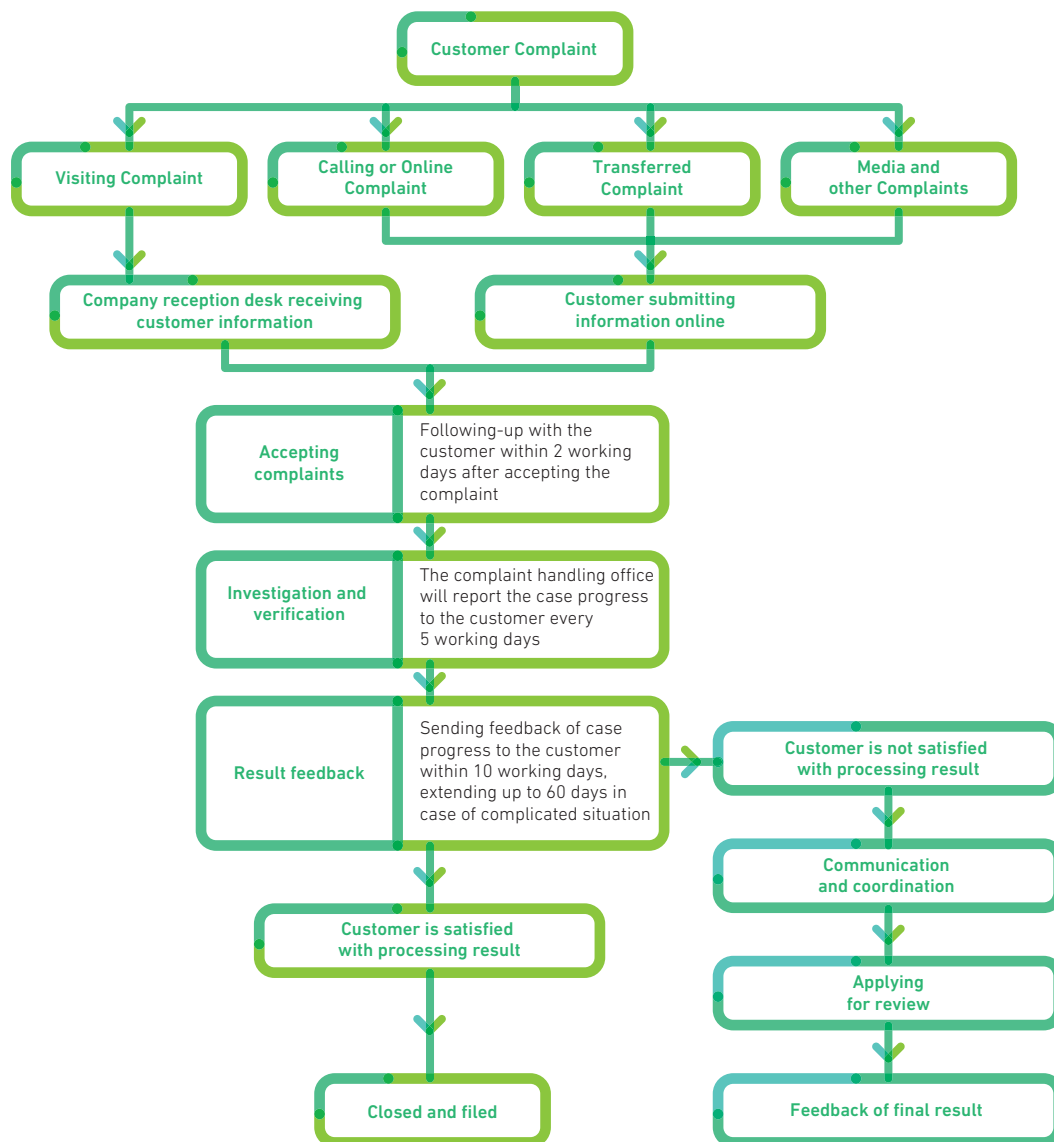 Customer Complaint
Visiting Complaint
Calling or Online
Complaint
Transferred
Complaint
Media and
other Complaints
Company reception desk receiving
customer information
Customer submitting
information online
Accepting
complaints
Following-up with the
customer within 2 working
days after accepting the
complaint
Investigation and
verification
The complaint handling office
will report the case progress
to the customer every
5 working days
Result feedback
Sending feedback of case
progress to the customer
within 10 working days,
extending up to 60 days in
case of complicated situation
Customer is not satisfied
with processing result
Communication
and coordination
Customer is satisfied
with processing result
Applying
for review
Closed and filed
Feedback of final result